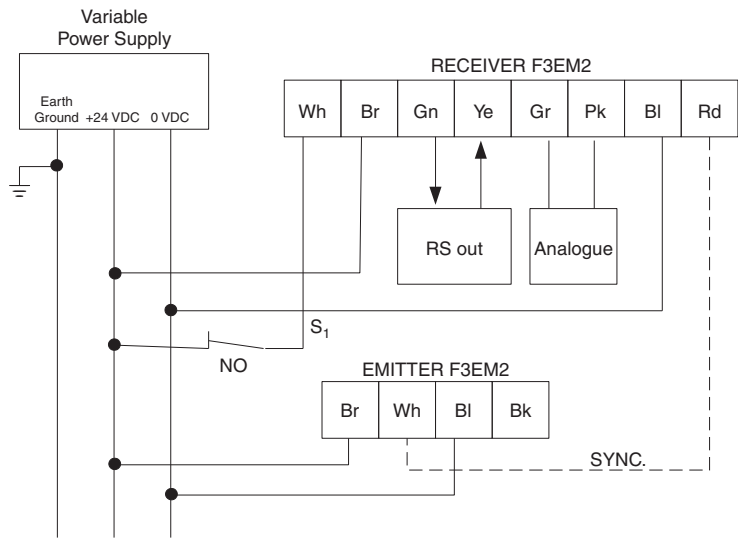 Variable
Power Supply
Earth
Ground +24 VDC 0 VDC
RECEIVER F3EM2
Wh Br Gn Ye Gr Pk Bl Rd
RS out Analogue
S1
NO
EMITTER F3EM2
Br Wh Bl Bk
SYNC.